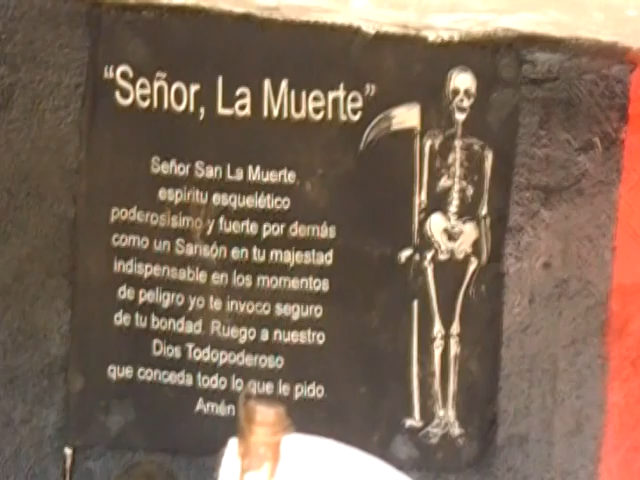 “Señor, La Muerte”
Señor San La Muerte,
espiritu esquelético
poderosisimo y fuerte por demás
como un Sansón en tu majestad
indispensable en los momentos
de peligro yo te invoco seguro
de tu bondad. Ruego a nuestro
Dios Todopoderoso
que conceda todo lo que le pido.
Amén